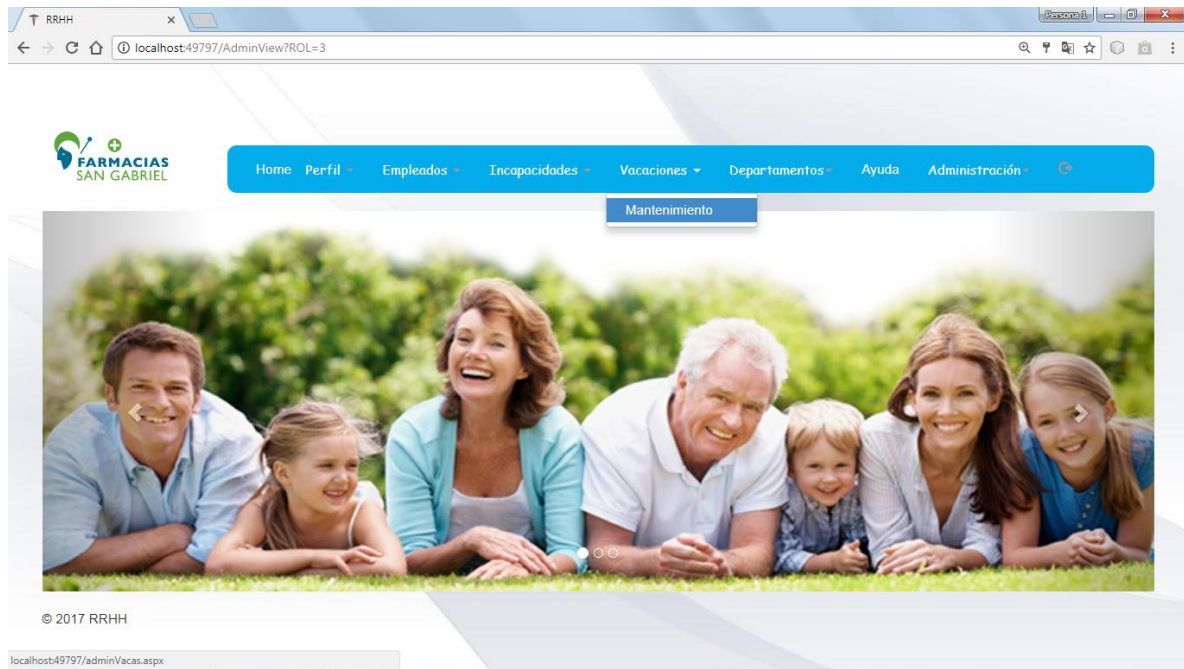 RRHH
Persona 1
localhost:49797/AdminView?ROL=3
FARMACIAS
SAN GABRIEL
Home Perfil Empleados Incapacidades Vacaciones Departamentos Ayuda Administración
Mantenimiento
© 2017 RRHH
localhost:49797/adminVacas.aspx